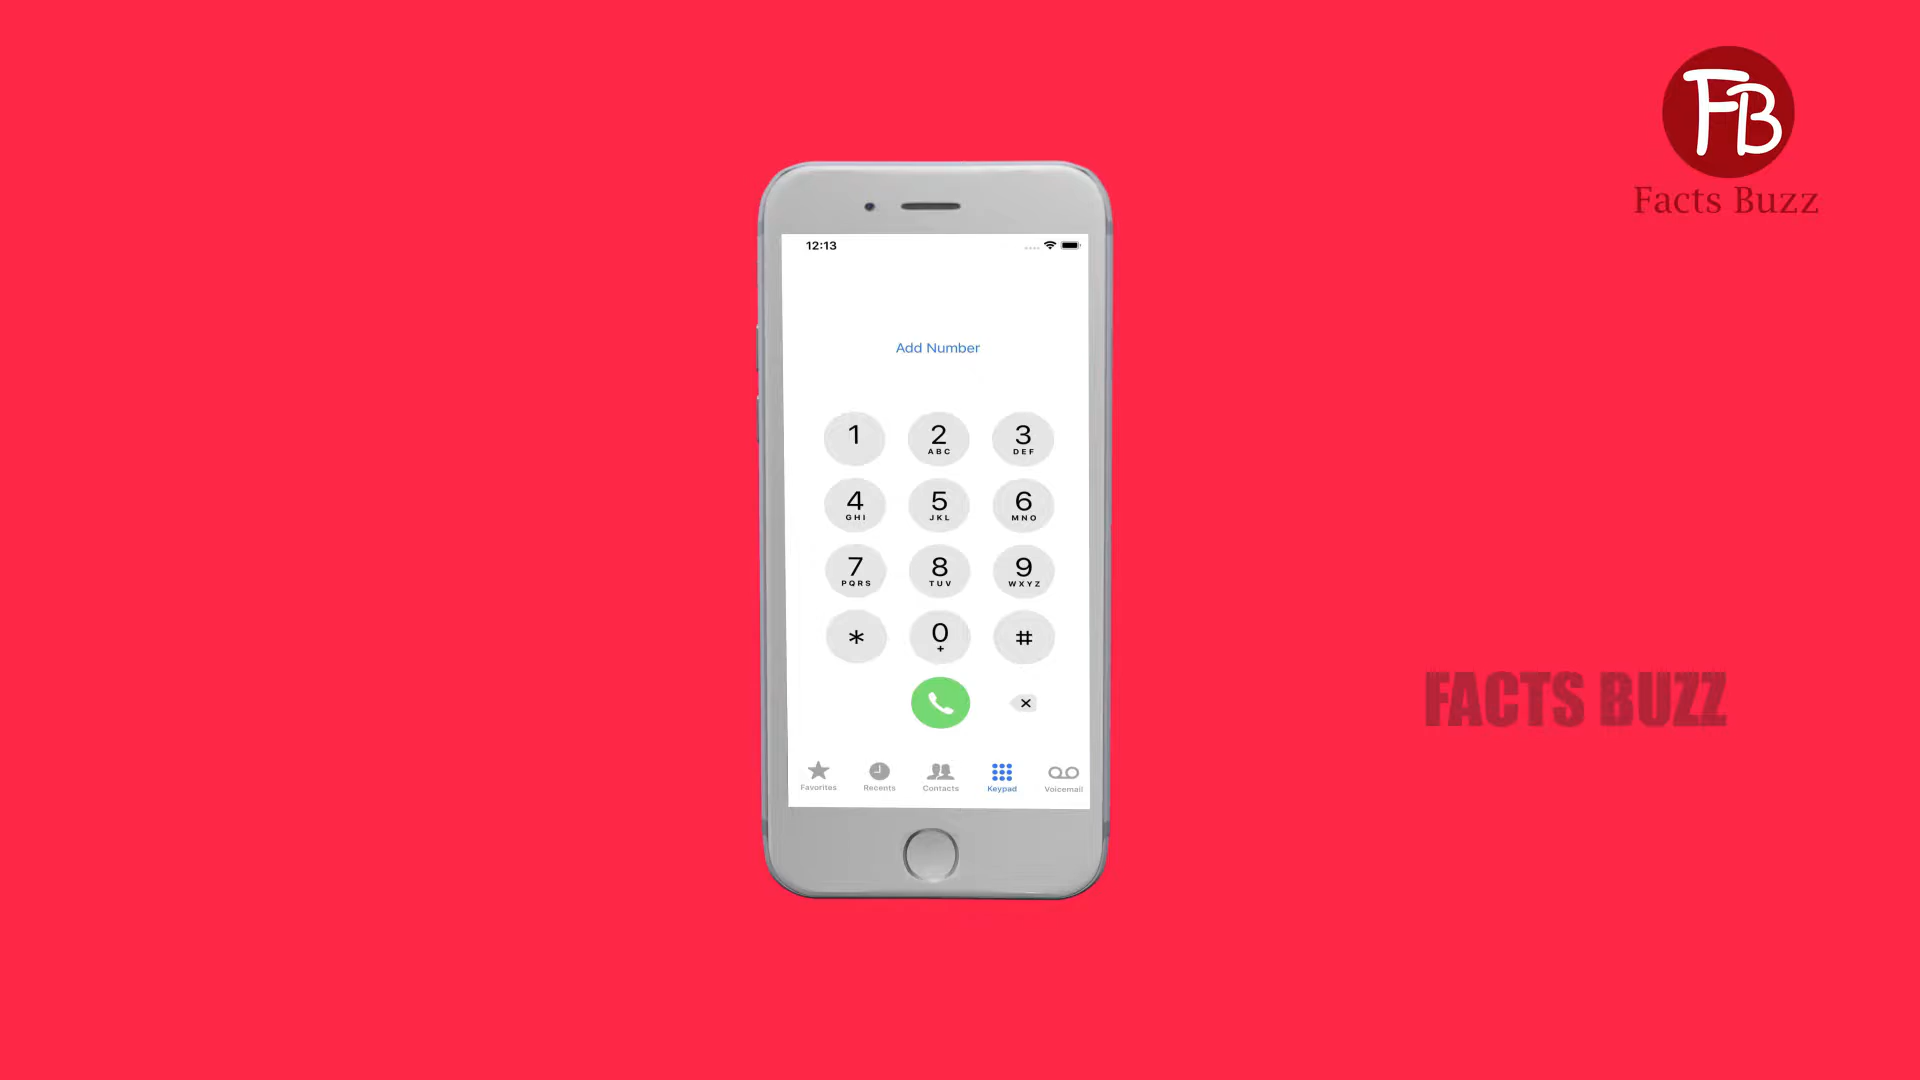 FB
Facts Buzz
12:13
Add Number
1
2
ABC
3
DEF
4
GHI
5
JKL
6
MNO
7
PQRS
8
TUV
9
WXYZ
*
0
+
#
FACTS BUZZ
Favorites
Recents
Contacts
Keypad
Voicemail